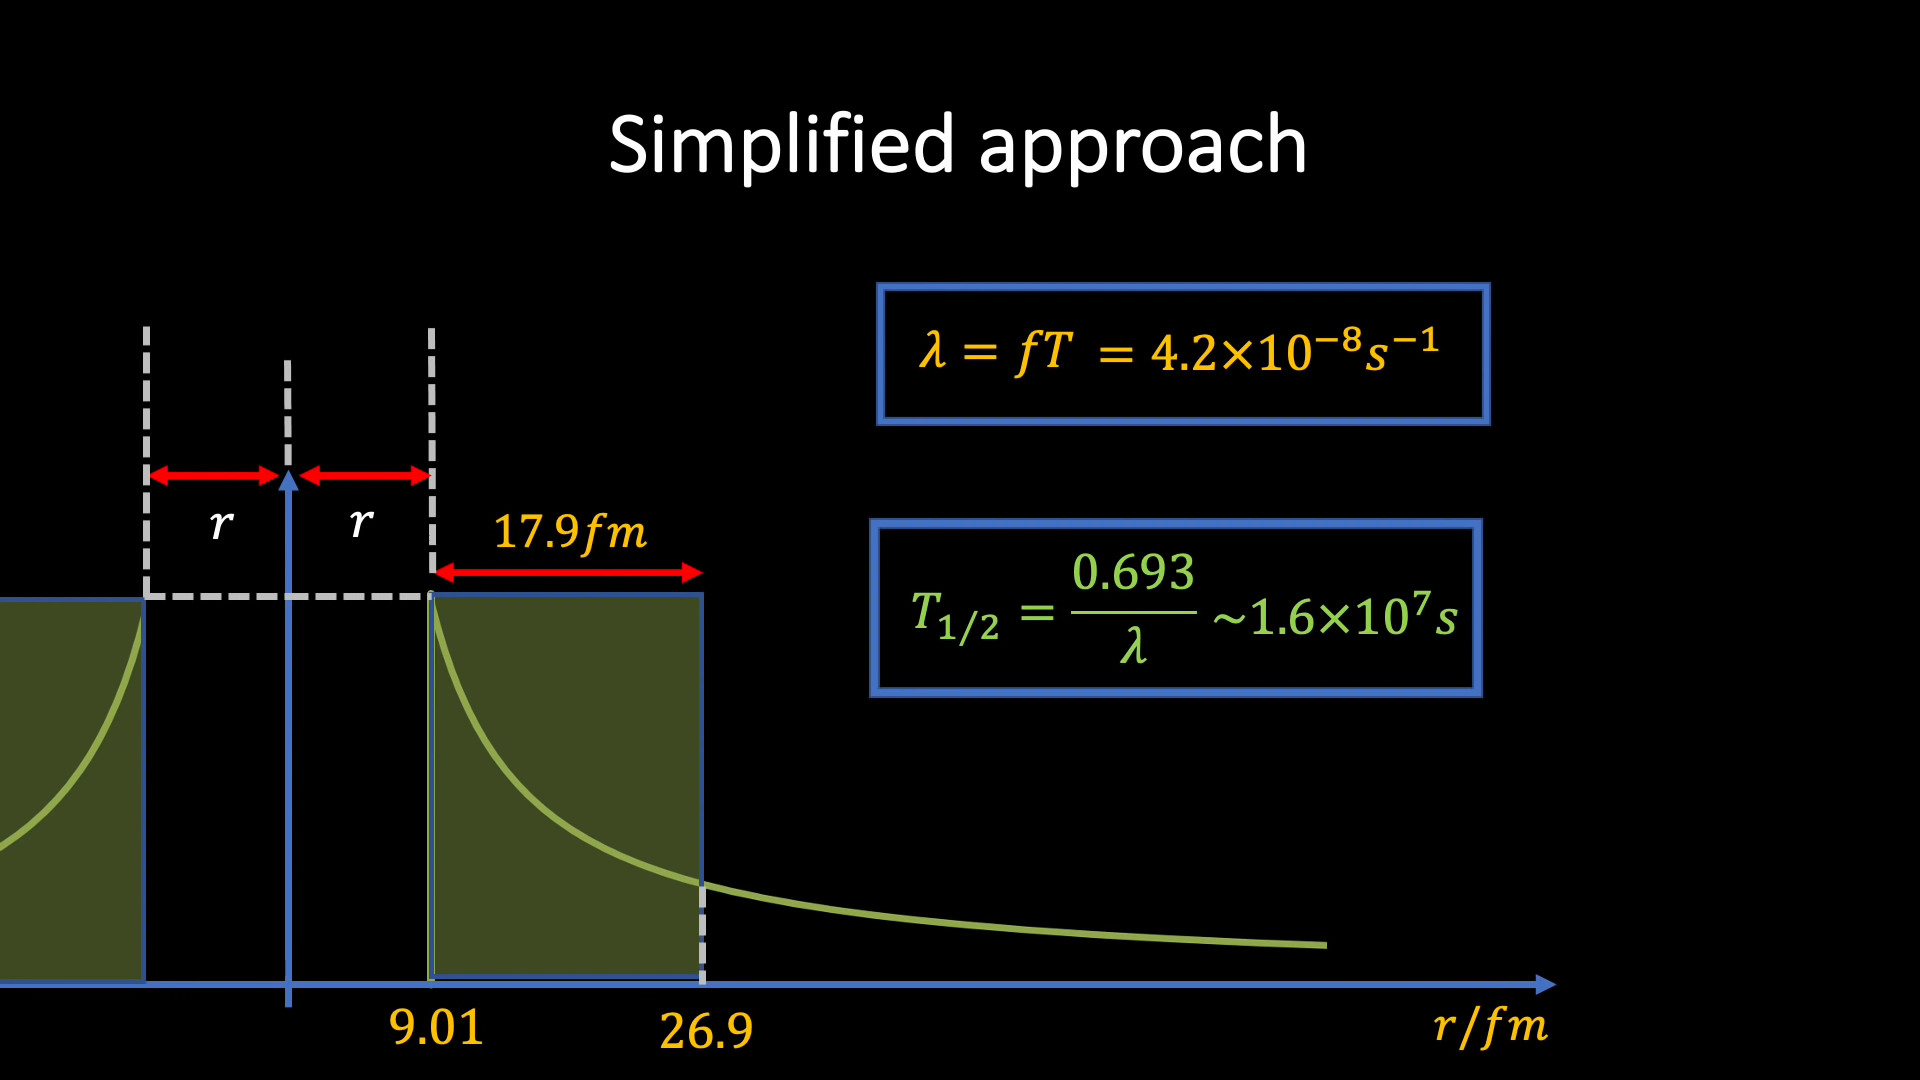 Simplified approach
λ = fT = 4.2×10⁻⁸s⁻¹
r
r
17.9fm
T₁/₂ = 0.693/λ ~1.6×10⁷s
9.01
26.9
r/fm